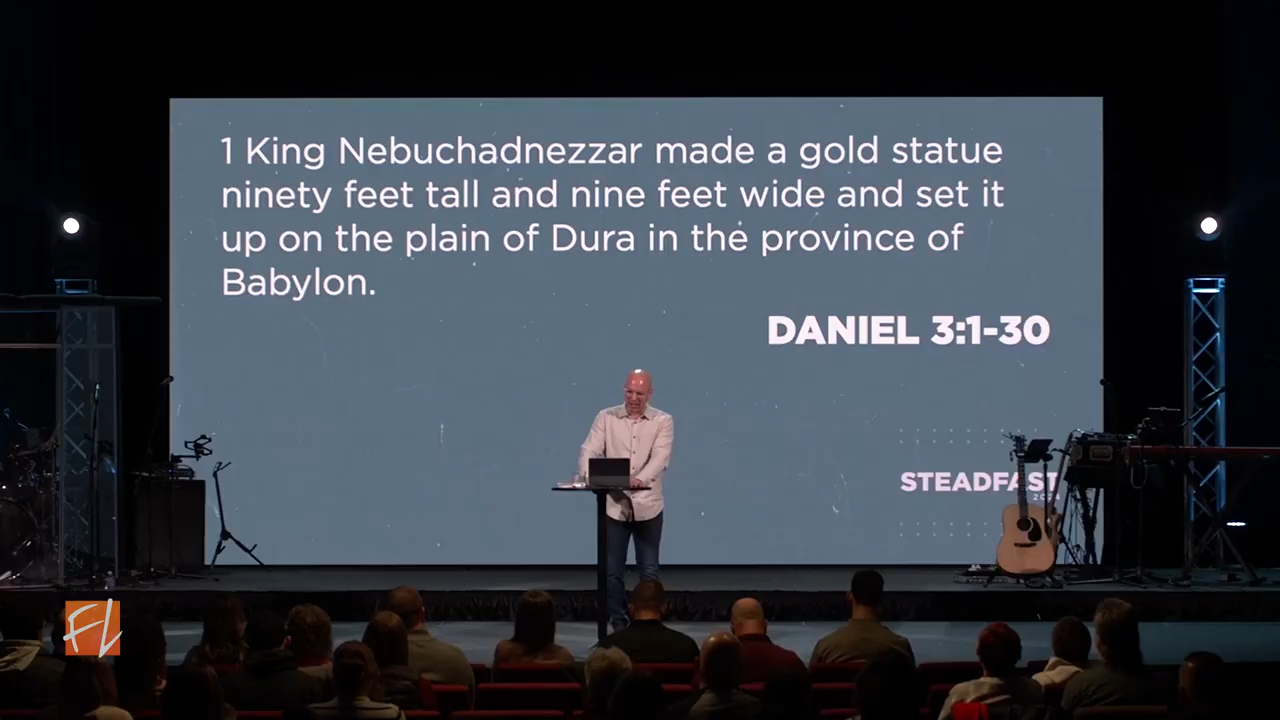 1 King Nebuchadnezzar made a gold statue
ninety feet tall and nine feet wide and set it
up on the plain of Dura in the province of
Babylon.
DANIEL 3:1-30
STEADFAST
FL